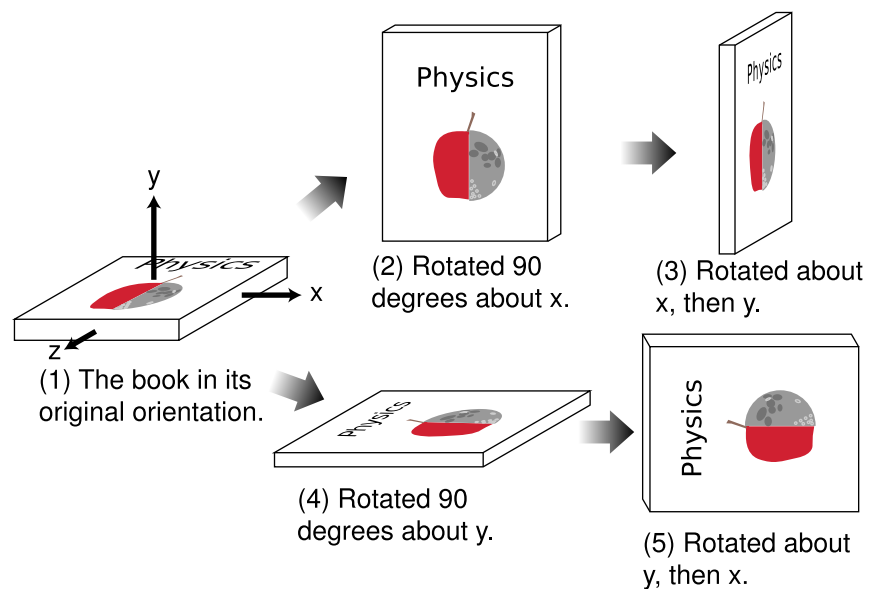 Physics
Physics
y
Physics
(2) Rotated 90
degrees about x.
(3) Rotated about
x, then y.
x
z
(1) The book in its
original orientation.
Physics
(4) Rotated 90
degrees about y.
Physics
(5) Rotated about
y, then x.